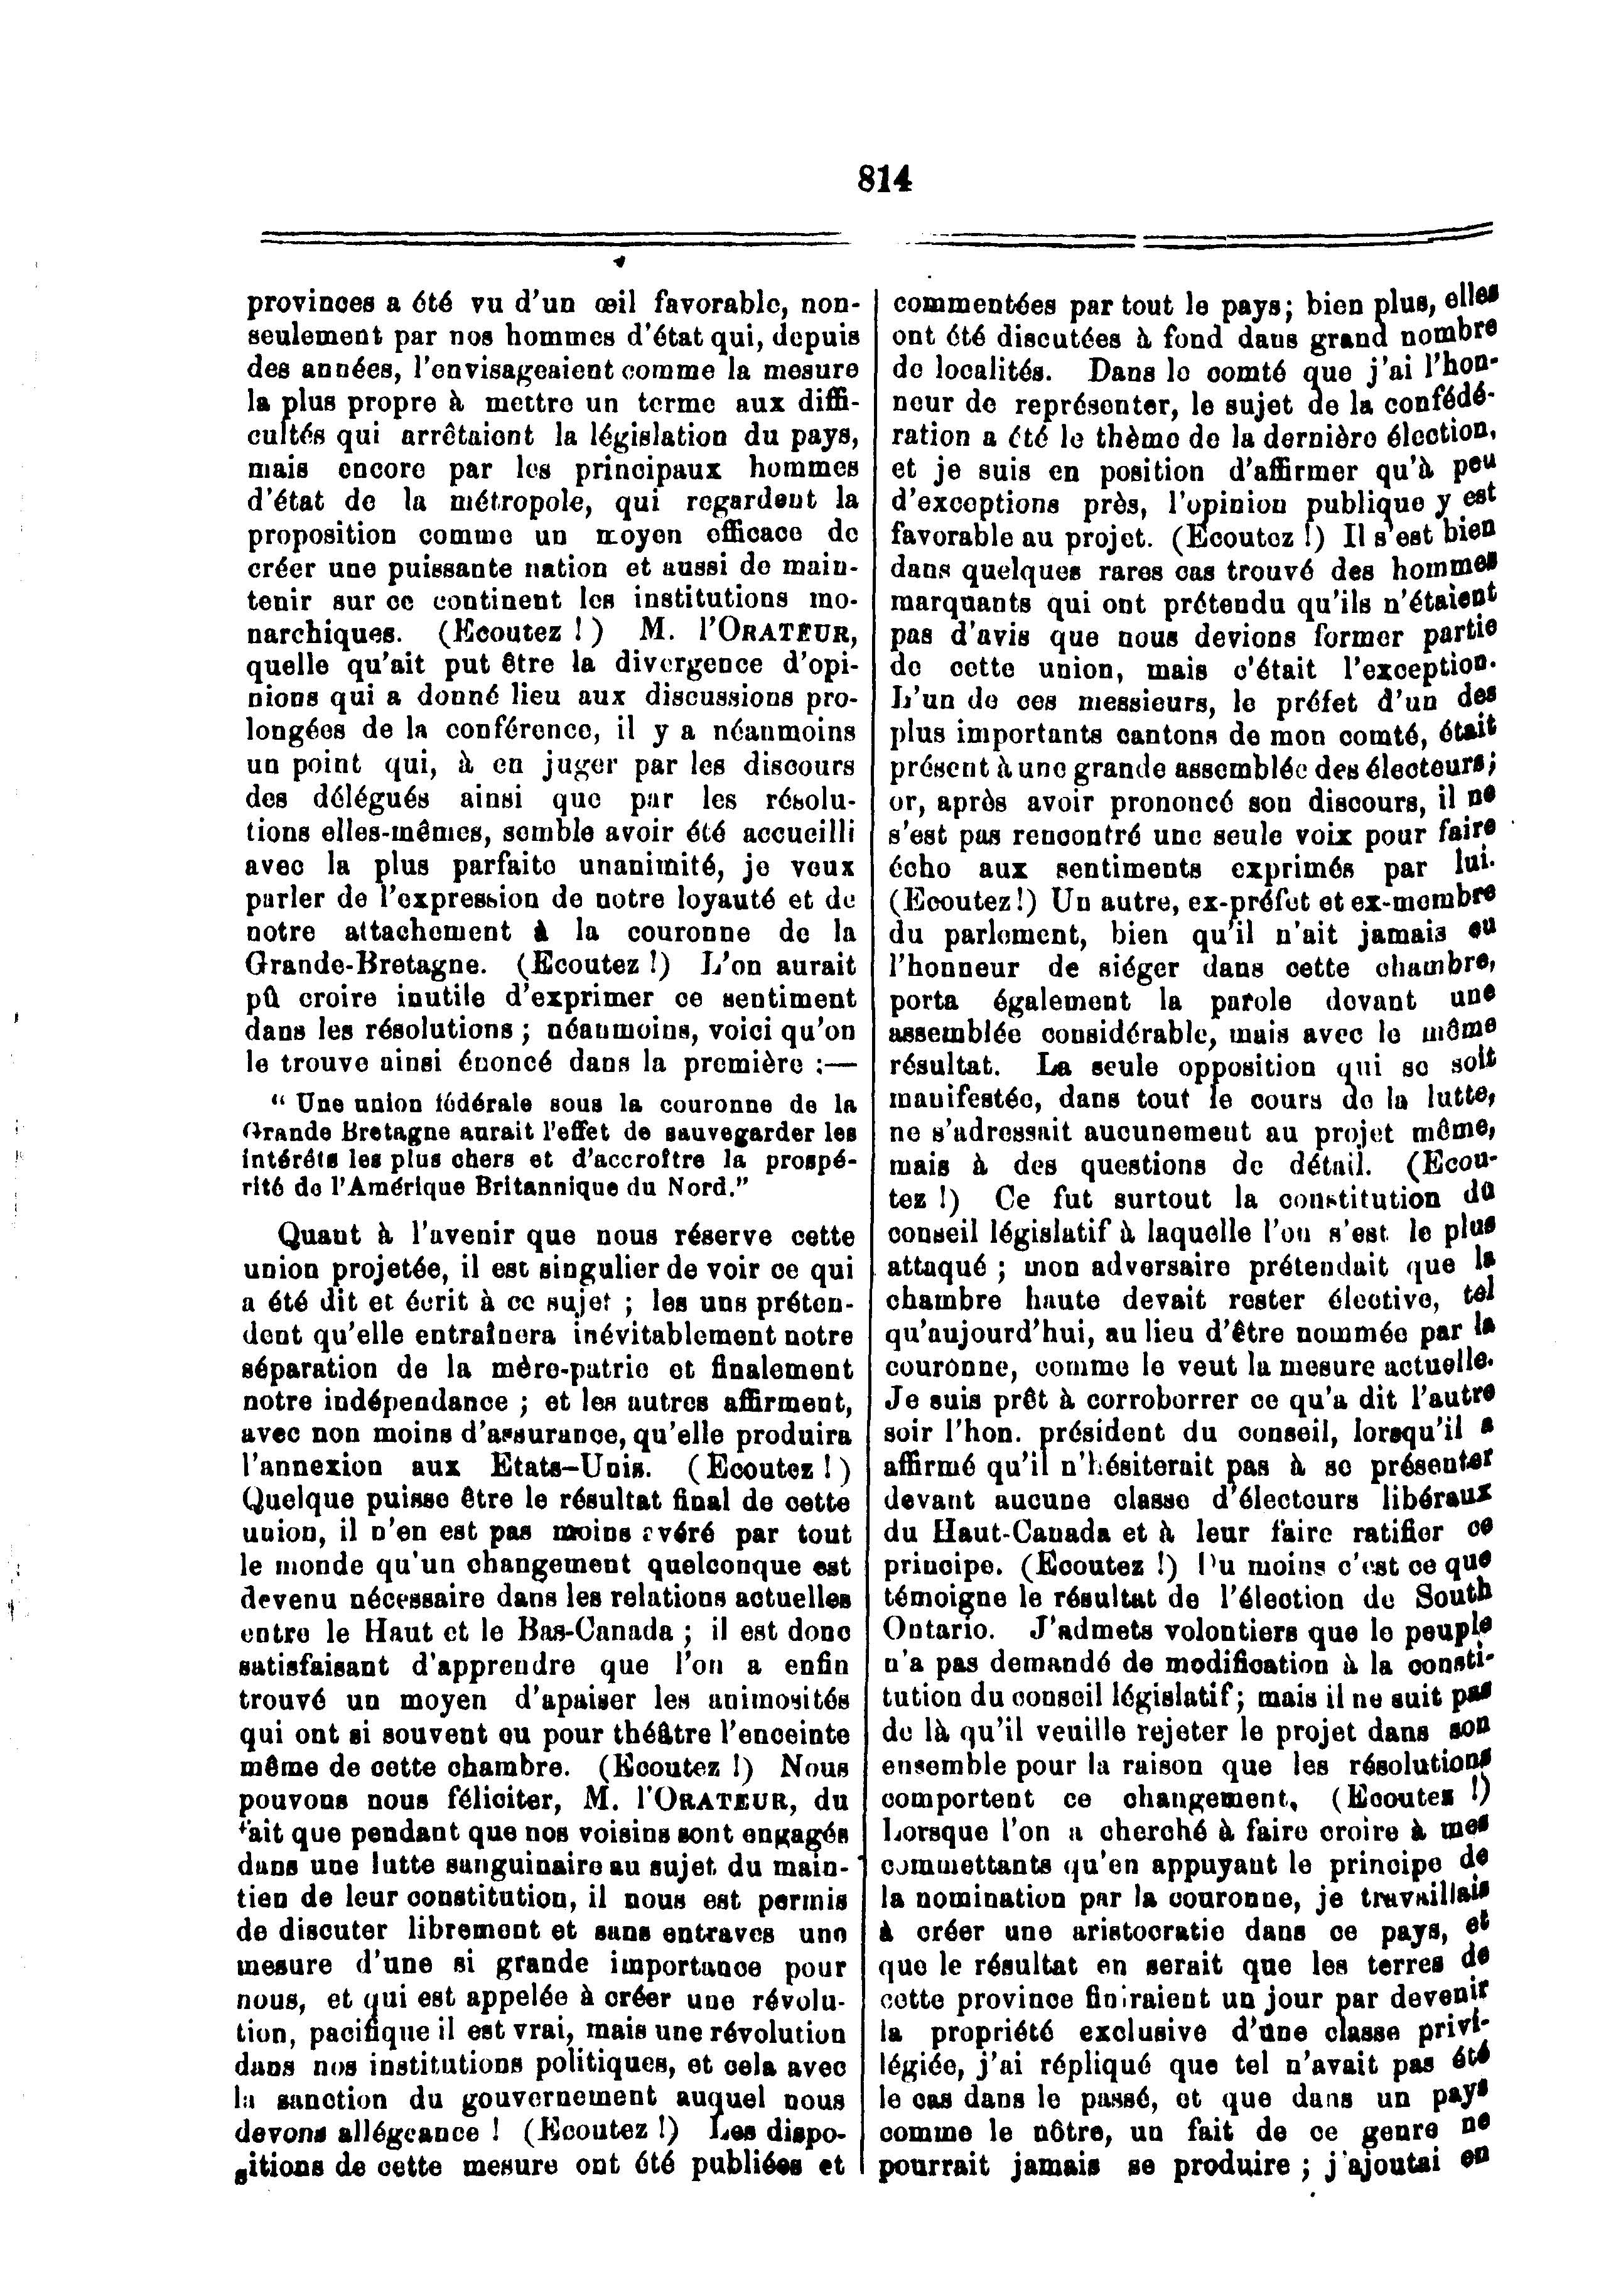 814
provinces a été vu d'un œil favorable, non-
seulement par nos hommes d'état qui, depuis
des années, l'envisageaient comme la mesure
la plus propre à mettre un terme aux diffi-
cultés qui arrêtaient la législation du pays,
mais encore par les principaux hommes
d'état de la métropole, qui regardent la
proposition comme un moyen efficace de
créer une puissante nation et aussi de main-
tenir sur ce continent les institutions mo-
narchiques. (Ecoutez !) M. l'ORATEUR,
quelle qu'ait put être la divergence d'opi-
nions qui a donné lieu aux discussions pro-
longées de la conférence, il y a néanmoins
un point qui, à en juger par les discours
des délégués ainsi que par les résolu-
tions elles-mêmes, semble avoir été accueilli
avec la plus parfaite unanimité, je veux
parler de l'expression de notre loyauté et de
notre attachement à la couronne de la
Grande-Bretagne. (Ecoutez !) L'on aurait
pû croire inutile d'exprimer ce sentiment
dans les résolutions ; néanmoins, voici qu'on
le trouve ainsi énoncé dans la première :—
" Une union fédérale sous la couronne de la
Grande Bretagne aurait l'effet de sauvegarder les
intérêts les plus chers et d'accroître la prospé-
rité de l'Amérique Britannique du Nord."
Quant à l'avenir que nous réserve cette
union projetée, il est singulier de voir ce qui
a été dit et écrit à ce sujet ; les uns préten-
dent qu'elle entraînera inévitablement notre
séparation de la mère-patrie et finalement
notre indépendance ; et les autres affirment,
avec non moins d'assurance, qu'elle produira
l'annexion aux Etats-Unis. (Ecoutez !)
Quelque puisse être le résultat final de cette
union, il n'en est pas moins avéré par tout
le monde qu'un changement quelconque est
devenu nécessaire dans les relations actuelles
entre le Haut et le Bas-Canada ; il est donc
satisfaisant d'apprendre que l'on a enfin
trouvé un moyen d'apaiser les animosités
qui ont si souvent eu pour théâtre l'enceinte
même de cette chambre. (Ecoutez !) Nous
pouvons nous féliciter, M. l'ORATEUR, du
fait que pendant que nos voisins sont engagés
dans une lutte sanguinaire au sujet du main-
tien de leur constitution, il nous est permis
de discuter librement et sans entraves une
mesure d'une si grande importance pour
nous, et qui est appelée à créer une révolu-
tion, pacifique il est vrai, mais une révolution
dans nos institutions politiques, et cela avec
la sanction du gouvernement auquel nous
devons allégeance ! (Ecoutez !) Les dispo-
sitions de cette mesure ont été publiées et
commentées par tout le pays ; bien plus, elles
ont été discutées à fond dans grand nombre
de localités. Dans le comté que j'ai l'hon-
neur de représenter, le sujet de la confédé-
ration a été le thème de la dernière élection,
et je suis en position d'affirmer qu'à peu
d'exceptions près, l'opinion publique y est
favorable au projet. (Ecoutez !) Il s'est bien
dans quelques rares cas trouvé des hommes
marquants qui ont prétendu qu'ils n'étaient
pas d'avis que nous devions former partie
de cette union, mais c'était l'exception.
L'un de ces messieurs, le préfet d'un des
plus importants cantons de mon comté, était
présent à une grande assemblée des électeurs ;
or, après avoir prononcé son discours, il ne
s'est pas rencontré une seule voix pour faire
écho aux sentiments exprimés par lui.
(Ecoutez !) Un autre, ex-préfet et ex-membre
du parlement, bien qu'il n'ait jamais eu
l'honneur de siéger dans cette chambre,
porta également la parole devant une
assemblée considérable, mais avec le même
résultat. La seule opposition qui se soit
manifestée, dans tout le cours de la lutte,
ne s'adressait aucunement au projet même,
mais à des questions de détail. (Ecou-
tez !) Ce fut surtout la constitution du
conseil législatif à laquelle l'on s'est le plus
attaqué ; mon adversaire prétendait que la
chambre haute devait rester élective, tel
qu'aujourd'hui, au lieu d'être nommée par la
couronne, comme le veut la mesure actuelle.
Je suis prêt à corroborrer ce qu'a dit l'autre
soir l'hon. président du conseil, lorsqu'il a
affirmé qu'il n'hésiterait pas à se présenter
devant aucune classe d'électeurs libéraux
du Haut-Canada et à leur faire ratifier ce
principe. (Ecoutez !) Du moins c'est ce que
témoigne le résultat de l'élection de South
Ontario. J'admets volontiers que le peuple
n'a pas demandé de modification à la consti-
tution du conseil législatif ; mais il ne suit pas
de là qu'il veuille rejeter le projet dans son
ensemble pour la raison que les résolutions
comportent ce changement. (Ecoutez !)
Lorsque l'on a cherché à faire croire à mes
commettants qu'en appuyant le principe de
la nomination par la couronne, je travaillais
à créer une aristocratie dans ce pays, et
que le résultat en serait que les terres de
cette province finiraient un jour par devenir
la propriété exclusive d'une classe privi-
légiée, j'ai répliqué que tel n'avait pas été
le cas dans le passé, et que dans un pays
comme le nôtre, un fait de ce genre ne
pourrait jamais se produire ; j'ajoutai en